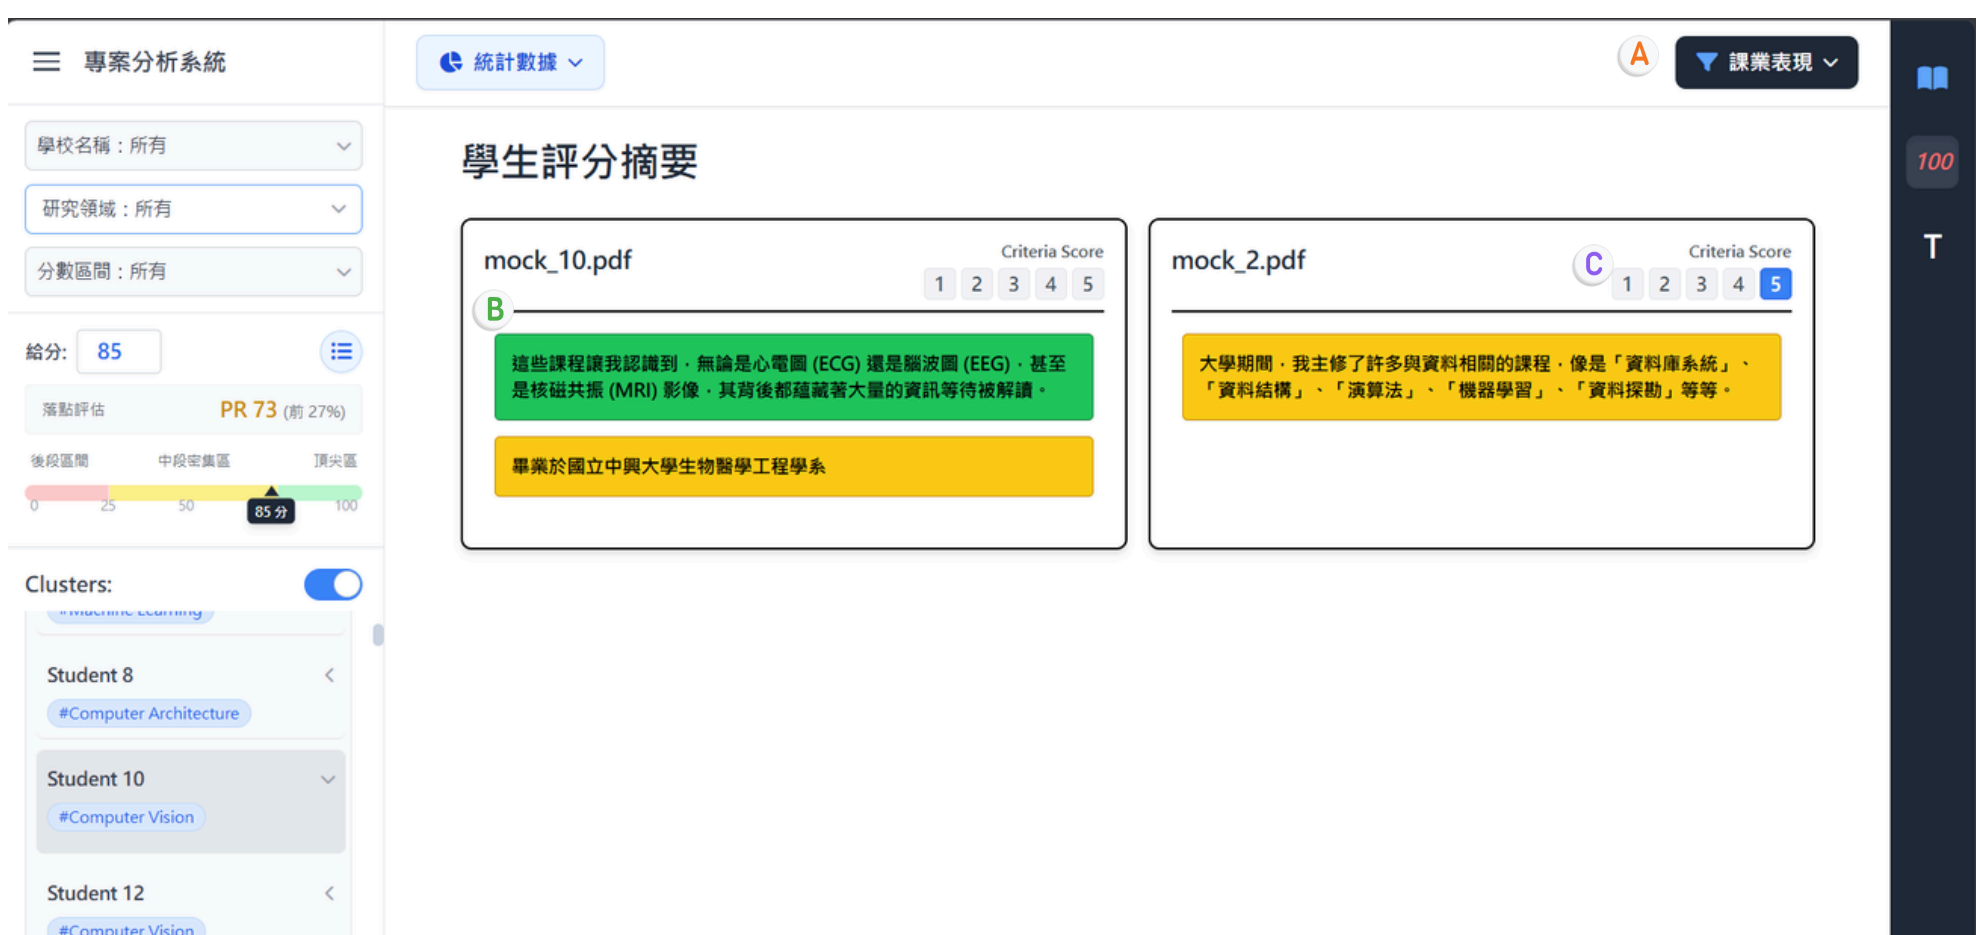 專案分析系統
統計數據
A
課業表現
學校名稱：所有
研究領域：所有
分數區間：所有
給分: 85
落點評估 PR 73 (前 27%)
後段區間 中段密集區 頂尖區
0 25 50 85 分 100
Clusters:
#Machine Learning
Student 8
#Computer Architecture
Student 10
#Computer Vision
Student 12
#Computer Vision
學生評分摘要
mock_10.pdf
Criteria Score
1 2 3 4 5
B
這些課程讓我認識到，無論是心電圖 (ECG) 還是腦波圖 (EEG)，甚至
是核磁共振 (MRI) 影像，其背後都蘊藏著大量的資訊等待被解讀。
畢業於國立中興大學生物醫學工程學系
mock_2.pdf
Criteria Score
C
1 2 3 4 5
大學期間，我主修了許多與資料相關的課程，像是「資料庫系統」、
「資料結構」、「演算法」、「機器學習」、「資料探勘」等等。
100
T